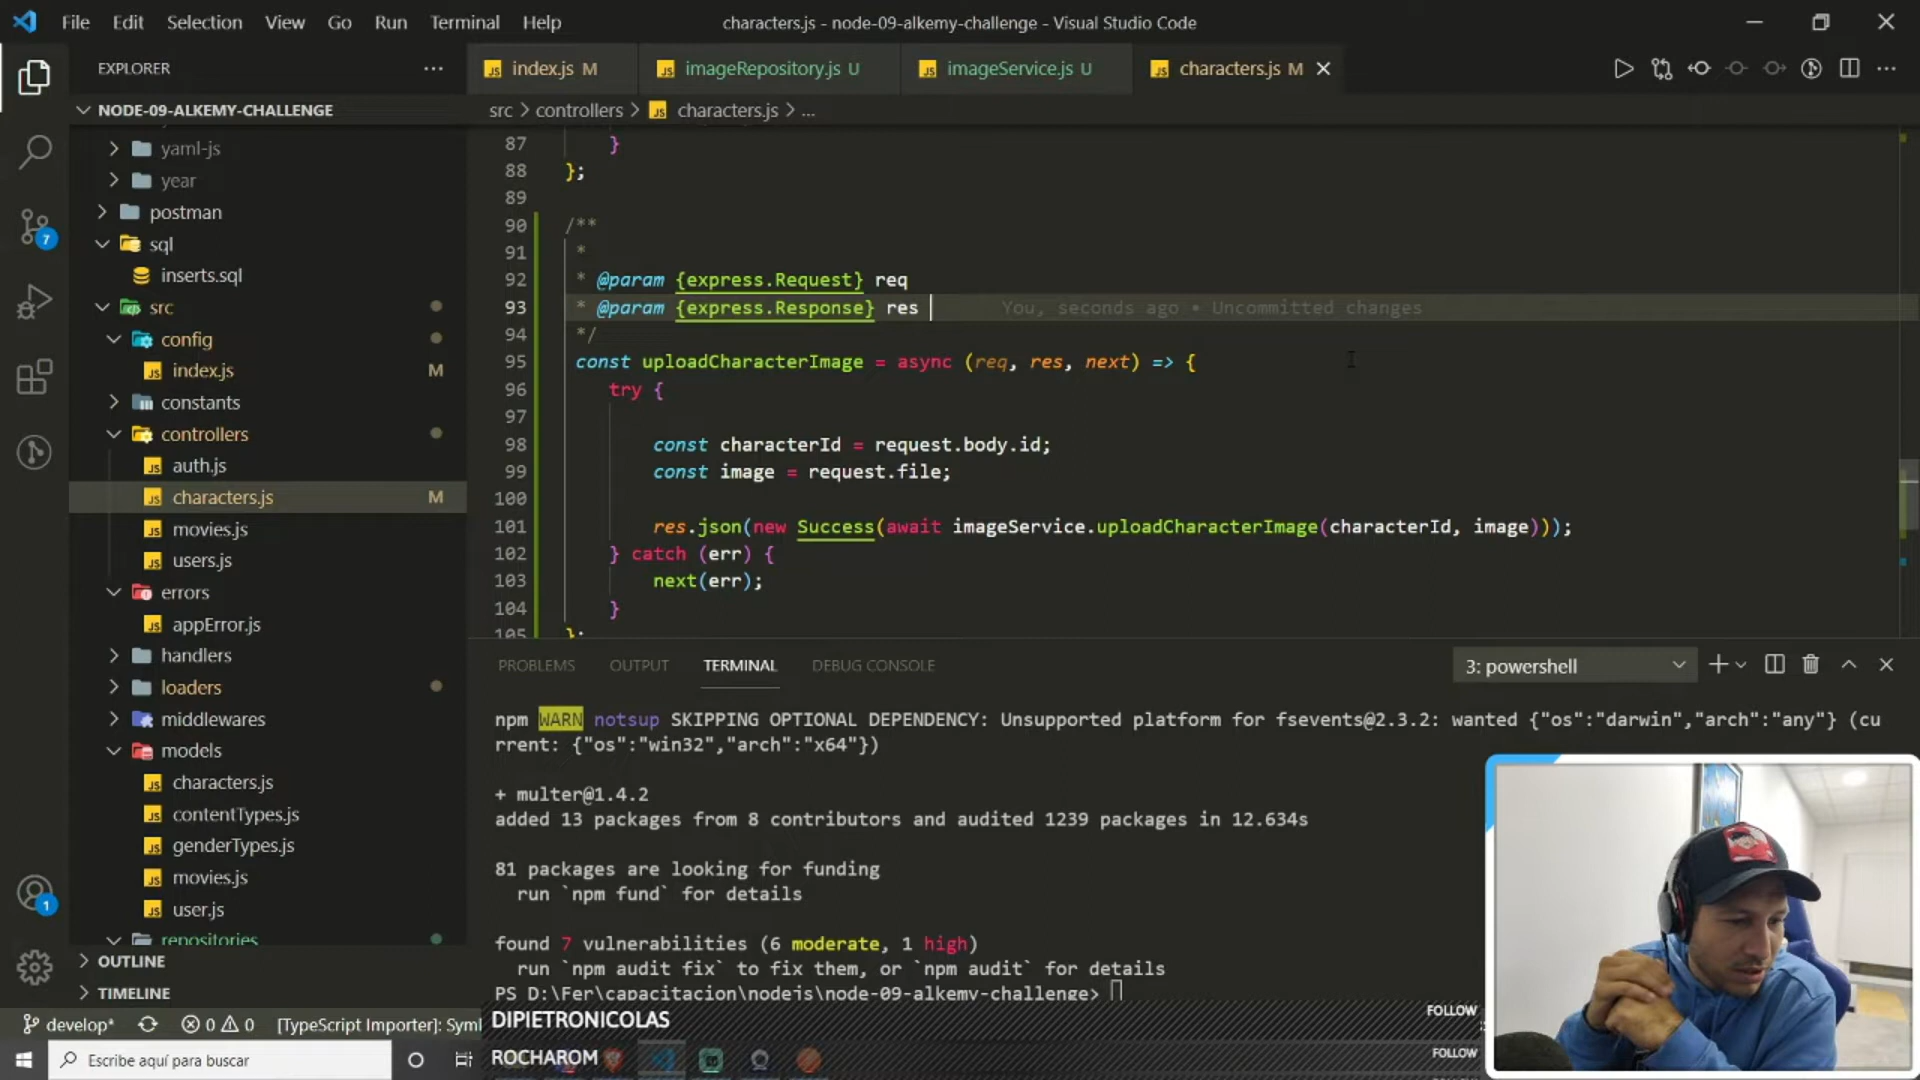 File Edit Selection View Go Run Terminal Help
characters.js - node-09-alkemy-challenge - Visual Studio Code
EXPLORER
index.js M
imageRepository.js U
imageService.js U
characters.js M
NODE-09-ALKEMY-CHALLENGE
src > controllers > characters.js > ...
yaml-js
year
postman
sql
inserts.sql
src
config
index.js M
constants
controllers
auth.js
characters.js M
movies.js
users.js
errors
appError.js
handlers
loaders
middlewares
models
characters.js
contentTypes.js
genderTypes.js
movies.js
user.js
repositories
OUTLINE
TIMELINE
7
1
87 }
88 };
89
90 /**
91 *
92 * @param {express.Request} req
93 * @param {express.Response} res You, seconds ago • Uncommitted changes
94 */
95 const uploadCharacterImage = async (req, res, next) => {
96 try {
97
98 const characterId = request.body.id;
99 const image = request.file;
100
101 res.json(new Success(await imageService.uploadCharacterImage(characterId, image)));
102 } catch (err) {
103 next(err);
104 }
105 };
PROBLEMS OUTPUT TERMINAL DEBUG CONSOLE
3: powershell
npm WARN notsup SKIPPING OPTIONAL DEPENDENCY: Unsupported platform for fsevents@2.3.2: wanted {"os":"darwin","arch":"any"} (cu
rrent: {"os":"win32","arch":"x64"})
+ multer@1.4.2
added 13 packages from 8 contributors and audited 1239 packages in 12.634s
81 packages are looking for funding
run `npm fund` for details
found 7 vulnerabilities (6 moderate, 1 high)
run `npm audit fix` to fix them, or `npm audit` for details
PS D:\Fer\capacitacion\nodejs\node-09-alkemy-challenge>
develop* 0 0 [TypeScript Importer]: Syml
DIPIETRONICOLAS FOLLOW
ROCHAROM FOLLOW
Escribe aquí para buscar